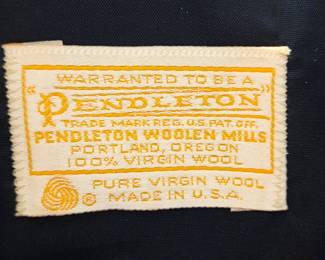 WARRANTED TO BE A
"PENDLETON"
TRADE MARK REG. U.S. PAT. OFF.
PENDLETON WOOLEN MILLS
PORTLAND, OREGON
100% VIRGIN WOOL
PURE VIRGIN WOOL
® MADE IN U.S.A.